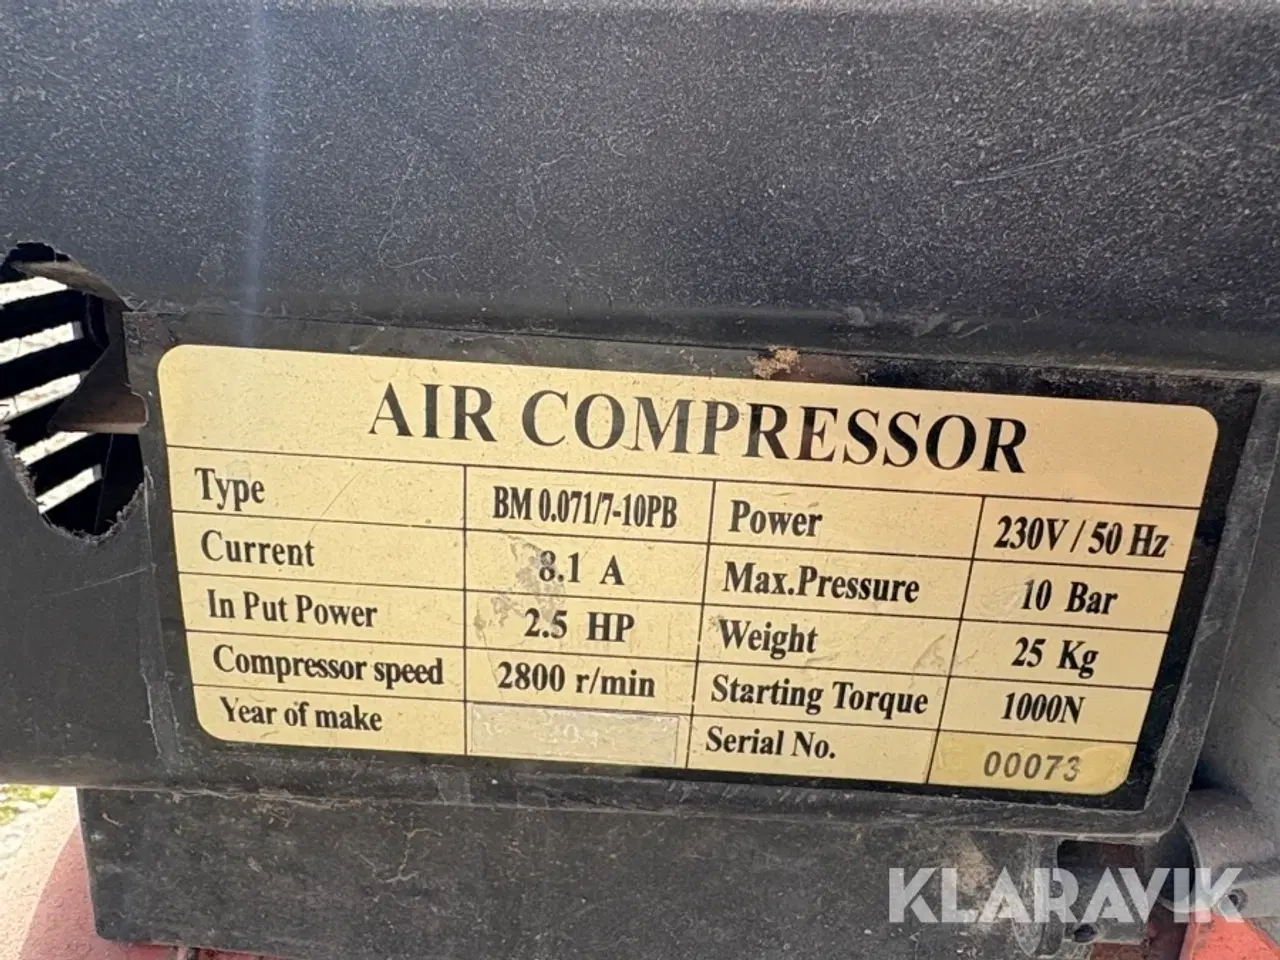 AIR COMPRESSOR
Type BM 0.071/7-10PB Power 230V / 50 Hz
Current 8.1 A Max.Pressure 10 Bar
In Put Power 2.5 HP Weight 25 Kg
Compressor speed 2800 r/min Starting Torque 1000N
Year of make Serial No. 00073
KLARAVIK